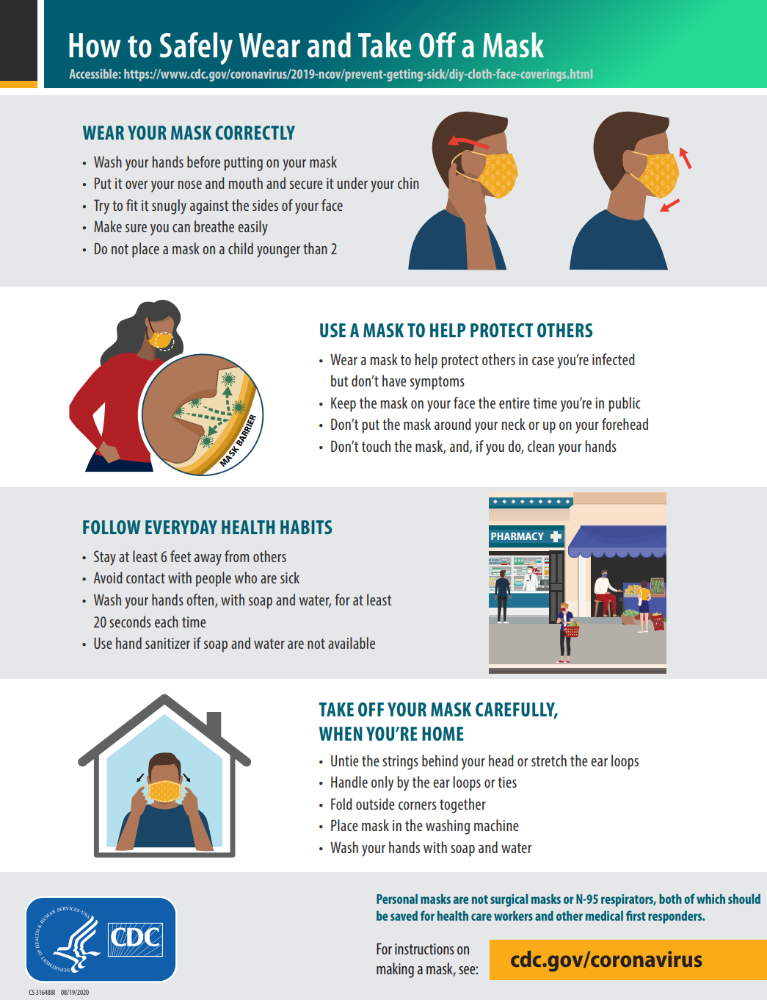 How to Safely Wear and Take Off a Mask
Accessible: https://www.cdc.gov/coronavirus/2019-ncov/prevent-getting-sick/diy-cloth-face-coverings.html
WEAR YOUR MASK CORRECTLY
• Wash your hands before putting on your mask
• Put it over your nose and mouth and secure it under your chin
• Try to fit it snugly against the sides of your face
• Make sure you can breathe easily
• Do not place a mask on a child younger than 2
MASK BARRIER
USE A MASK TO HELP PROTECT OTHERS
• Wear a mask to help protect others in case you’re infected
but don’t have symptoms
• Keep the mask on your face the entire time you’re in public
• Don’t put the mask around your neck or up on your forehead
• Don’t touch the mask, and, if you do, clean your hands
FOLLOW EVERYDAY HEALTH HABITS
• Stay at least 6 feet away from others
• Avoid contact with people who are sick
• Wash your hands often, with soap and water, for at least
20 seconds each time
• Use hand sanitizer if soap and water are not available
PHARMACY
TAKE OFF YOUR MASK CAREFULLY,
WHEN YOU’RE HOME
• Untie the strings behind your head or stretch the ear loops
• Handle only by the ear loops or ties
• Fold outside corners together
• Place mask in the washing machine
• Wash your hands with soap and water
DEPARTMENT OF HEALTH & HUMAN SERVICES·USA
CDC
CS 316488I 08/19/2020
Personal masks are not surgical masks or N-95 respirators, both of which should
be saved for health care workers and other medical first responders.
For instructions on
making a mask, see:
cdc.gov/coronavirus